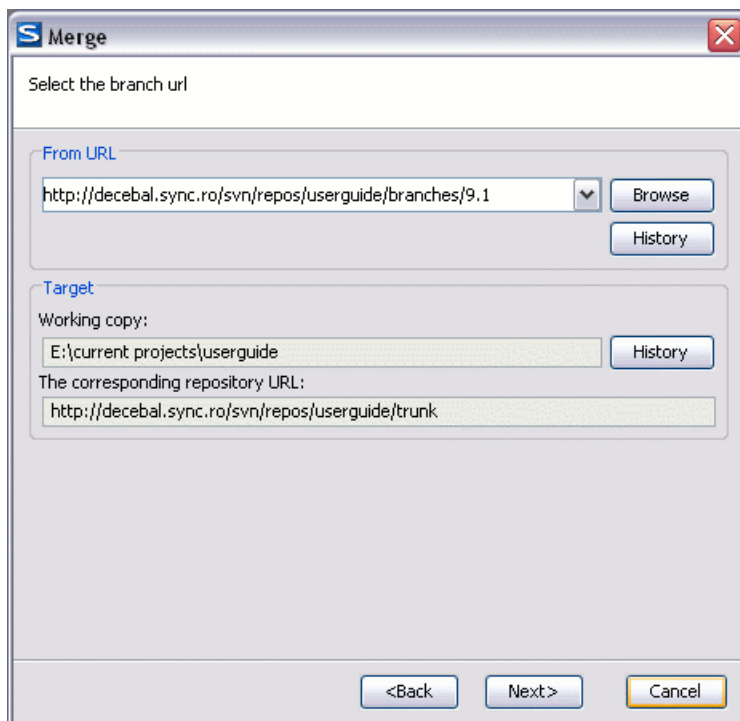 S Merge
Select the branch url
From URL
http://decebal.sync.ro/svn/repos/userguide/branches/9.1
Browse
History
Target
Working copy:
E:\current projects\userguide
History
The corresponding repository URL:
http://decebal.sync.ro/svn/repos/userguide/trunk
<Back
Next>
Cancel